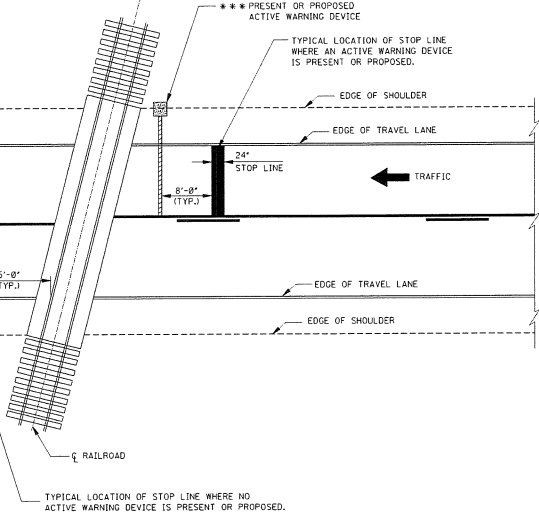 * * * PRESENT OR PROPOSED
ACTIVE WARNING DEVICE
TYPICAL LOCATION OF STOP LINE
WHERE AN ACTIVE WARNING DEVICE
IS PRESENT OR PROPOSED.
EDGE OF SHOULDER
EDGE OF TRAVEL LANE
24"
STOP LINE
8'-0"
(TYP.)
TRAFFIC
5'-0"
TYP.)
EDGE OF TRAVEL LANE
EDGE OF SHOULDER
℄ RAILROAD
TYPICAL LOCATION OF STOP LINE WHERE NO
ACTIVE WARNING DEVICE IS PRESENT OR PROPOSED.